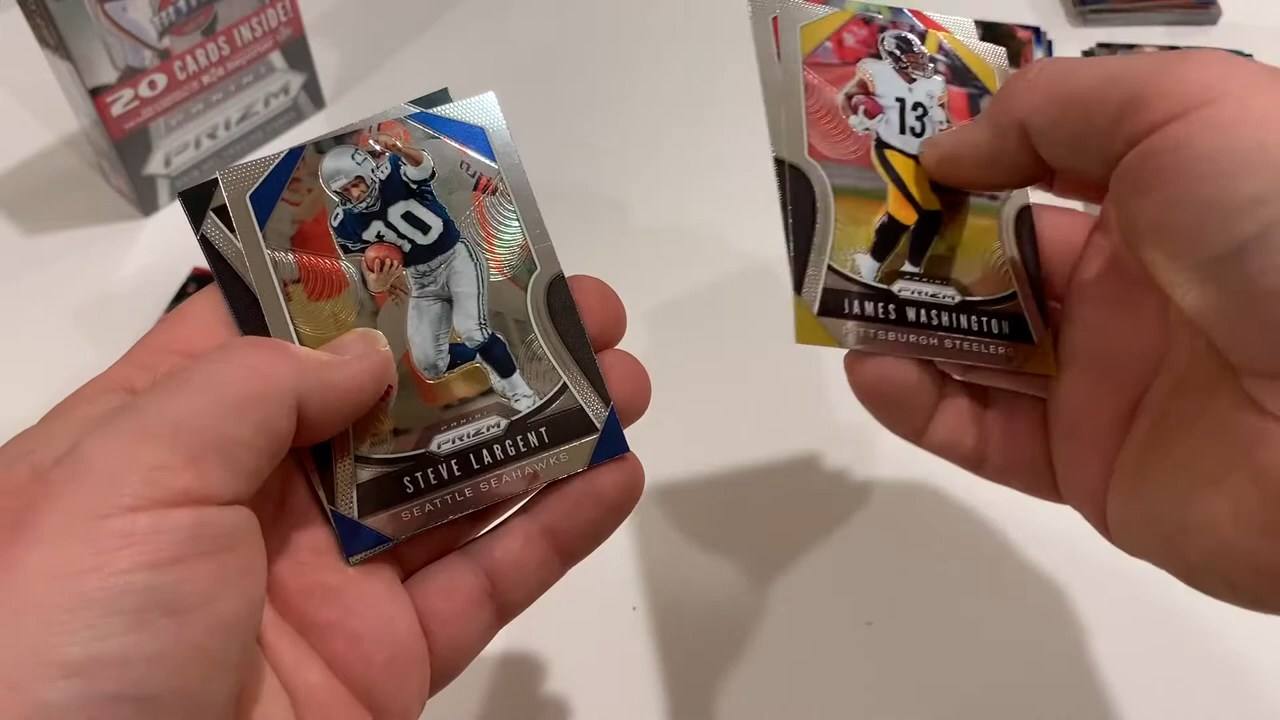 20 CARDS INSIDE!
PANINI
PRIZM
80
PANINI
PRIZM
STEVE LARGENT
SEATTLE SEAHAWKS
13
PRIZM
JAMES WASHINGTON
PITTSBURGH STEELERS